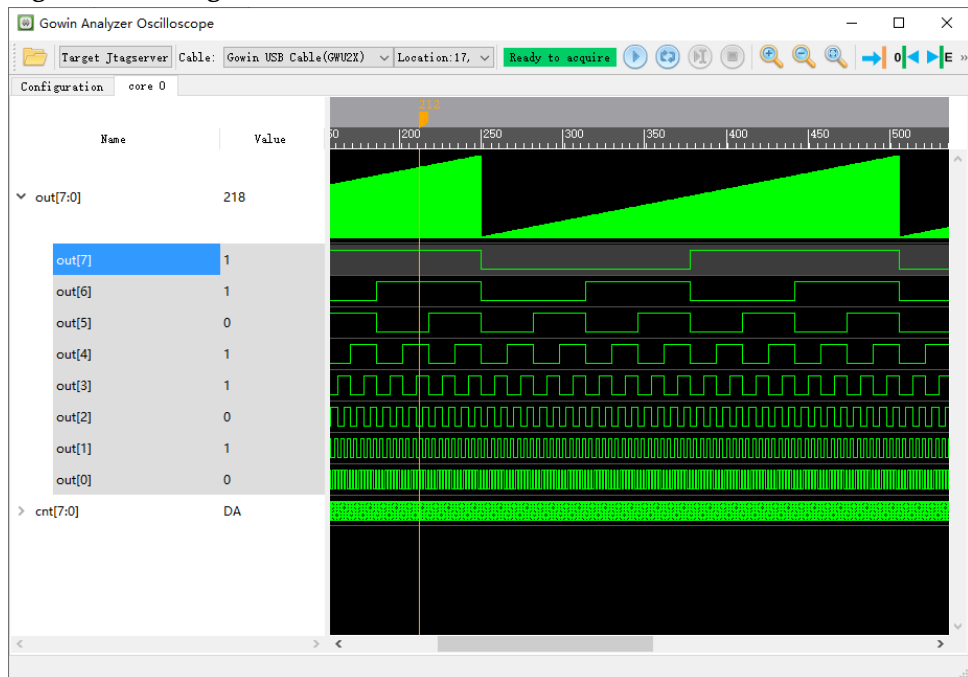 Gowin Analyzer Oscilloscope
Target Jtagserver Cable: Gowin USB Cable(GWU2X) Location:17, Ready to acquire 0 E »
Configuration core 0
212
Name Value 50 200 250 300 350 400 450 500
out[7:0] 218
out[7] 1
out[6] 1
out[5] 0
out[4] 1
out[3] 1
out[2] 0
out[1] 1
out[0] 0
cnt[7:0] DA